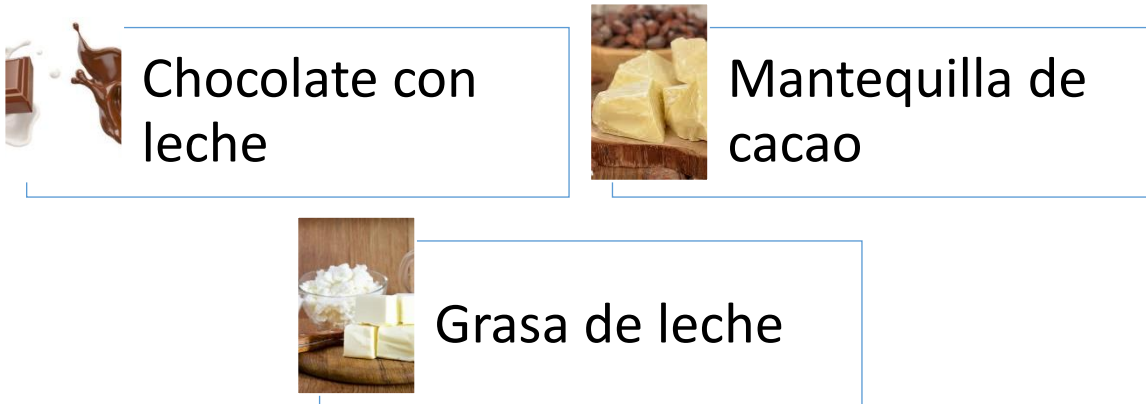 Chocolate con
leche
Mantequilla de
cacao
Grasa de leche